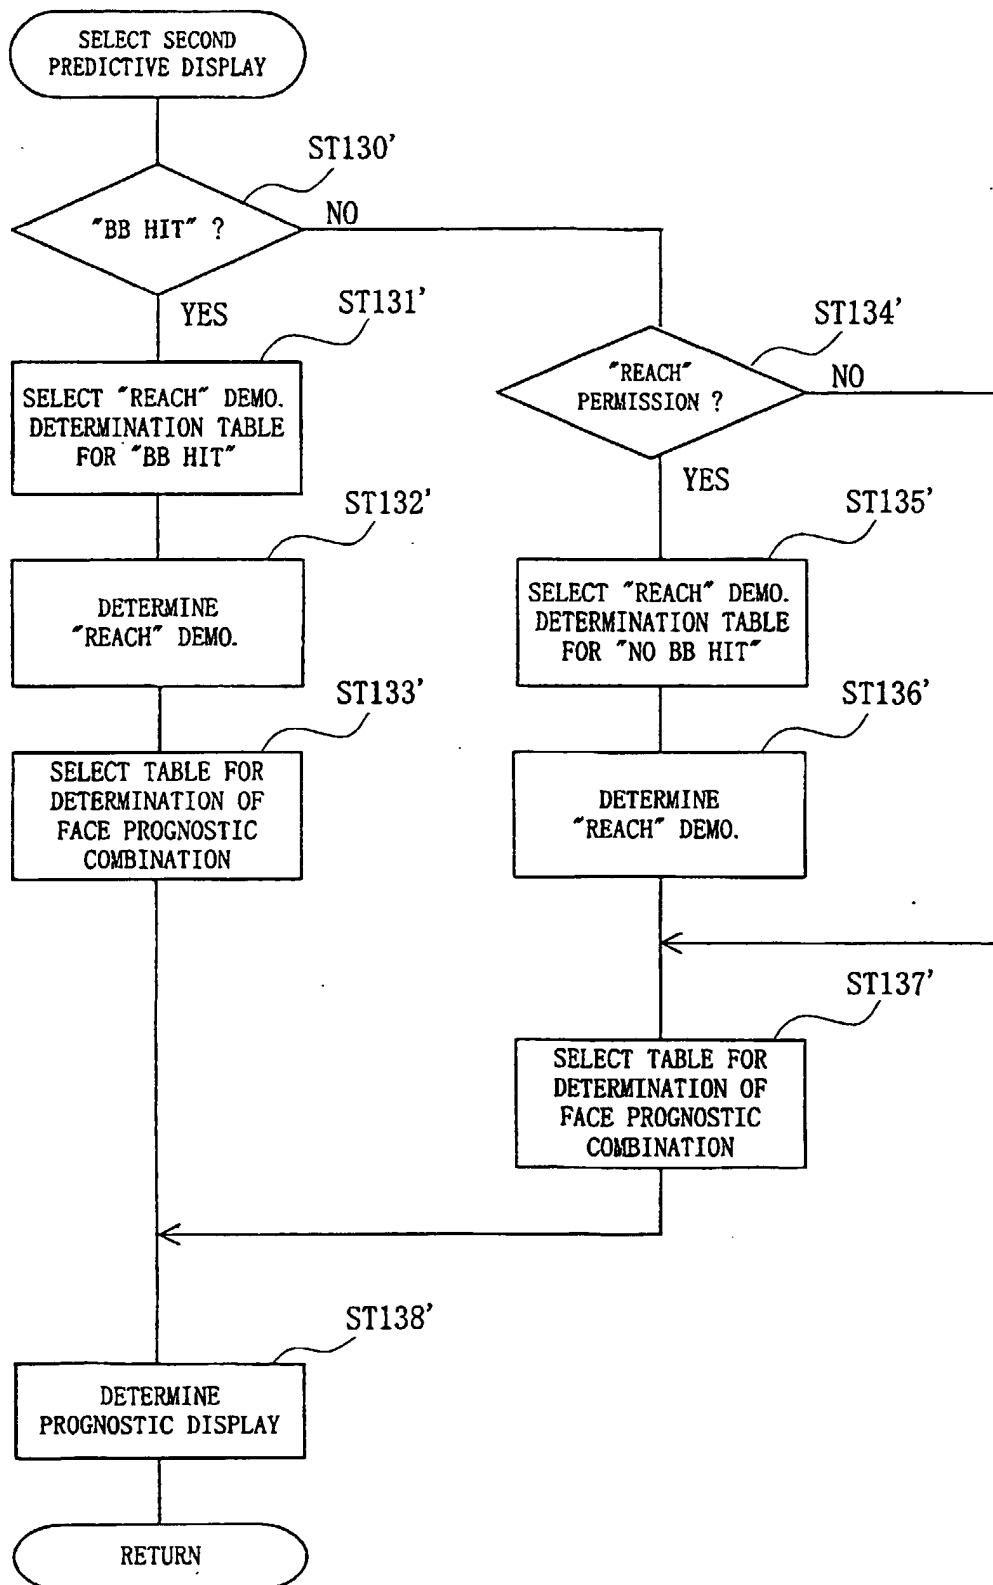 SELECT SECOND
PREDICTIVE DISPLAY
ST130'
"BB HIT" ?
NO
YES
ST131'
SELECT "REACH" DEMO.
DETERMINATION TABLE
FOR "BB HIT"
ST132'
DETERMINE
"REACH" DEMO.
ST133'
SELECT TABLE FOR
DETERMINATION OF
FACE PROGNOSTIC
COMBINATION
ST134'
"REACH"
PERMISSION ?
NO
YES
ST135'
SELECT "REACH" DEMO.
DETERMINATION TABLE
FOR "NO BB HIT"
ST136'
DETERMINE
"REACH" DEMO.
ST137'
SELECT TABLE FOR
DETERMINATION OF
FACE PROGNOSTIC
COMBINATION
ST138'
DETERMINE
PROGNOSTIC DISPLAY
RETURN